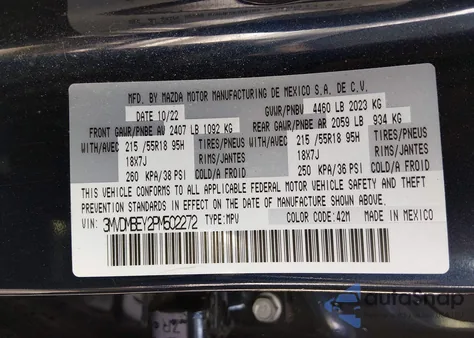 MFD. BY MAZDA MOTOR MANUFACTURING DE MEXICO S.A. DE C.V.
DATE 10/22 GVWR/PNBV 4460 LB 2023 KG
FRONT GAWR/PNBE AV 2407 LB 1092 KG REAR GAWR/PNBE AR 2059 LB 934 KG
WITH/AVEC 215 /55R18 95H TIRES/PNEUS WITH/AVEC 215 /55R18 95H TIRES/PNEUS
18X7J RIMS/JANTES 18X7J RIMS/JANTES
260 KPA/38 PSI COLD/A FROID 250 KPA/36 PSI COLD/A FROID
THIS VEHICLE CONFORMS TO ALL APPLICABLE FEDERAL MOTOR VEHICLE SAFETY AND THEFT
PREVENTION STANDARDS IN EFFECT ON THE DATE OF MANUFACTURE SHOWN ABOVE.
VIN: 3MVDMBEY2PM502272 TYPE:MPV COLOR CODE:42M MADE IN MEXICO
autosnap